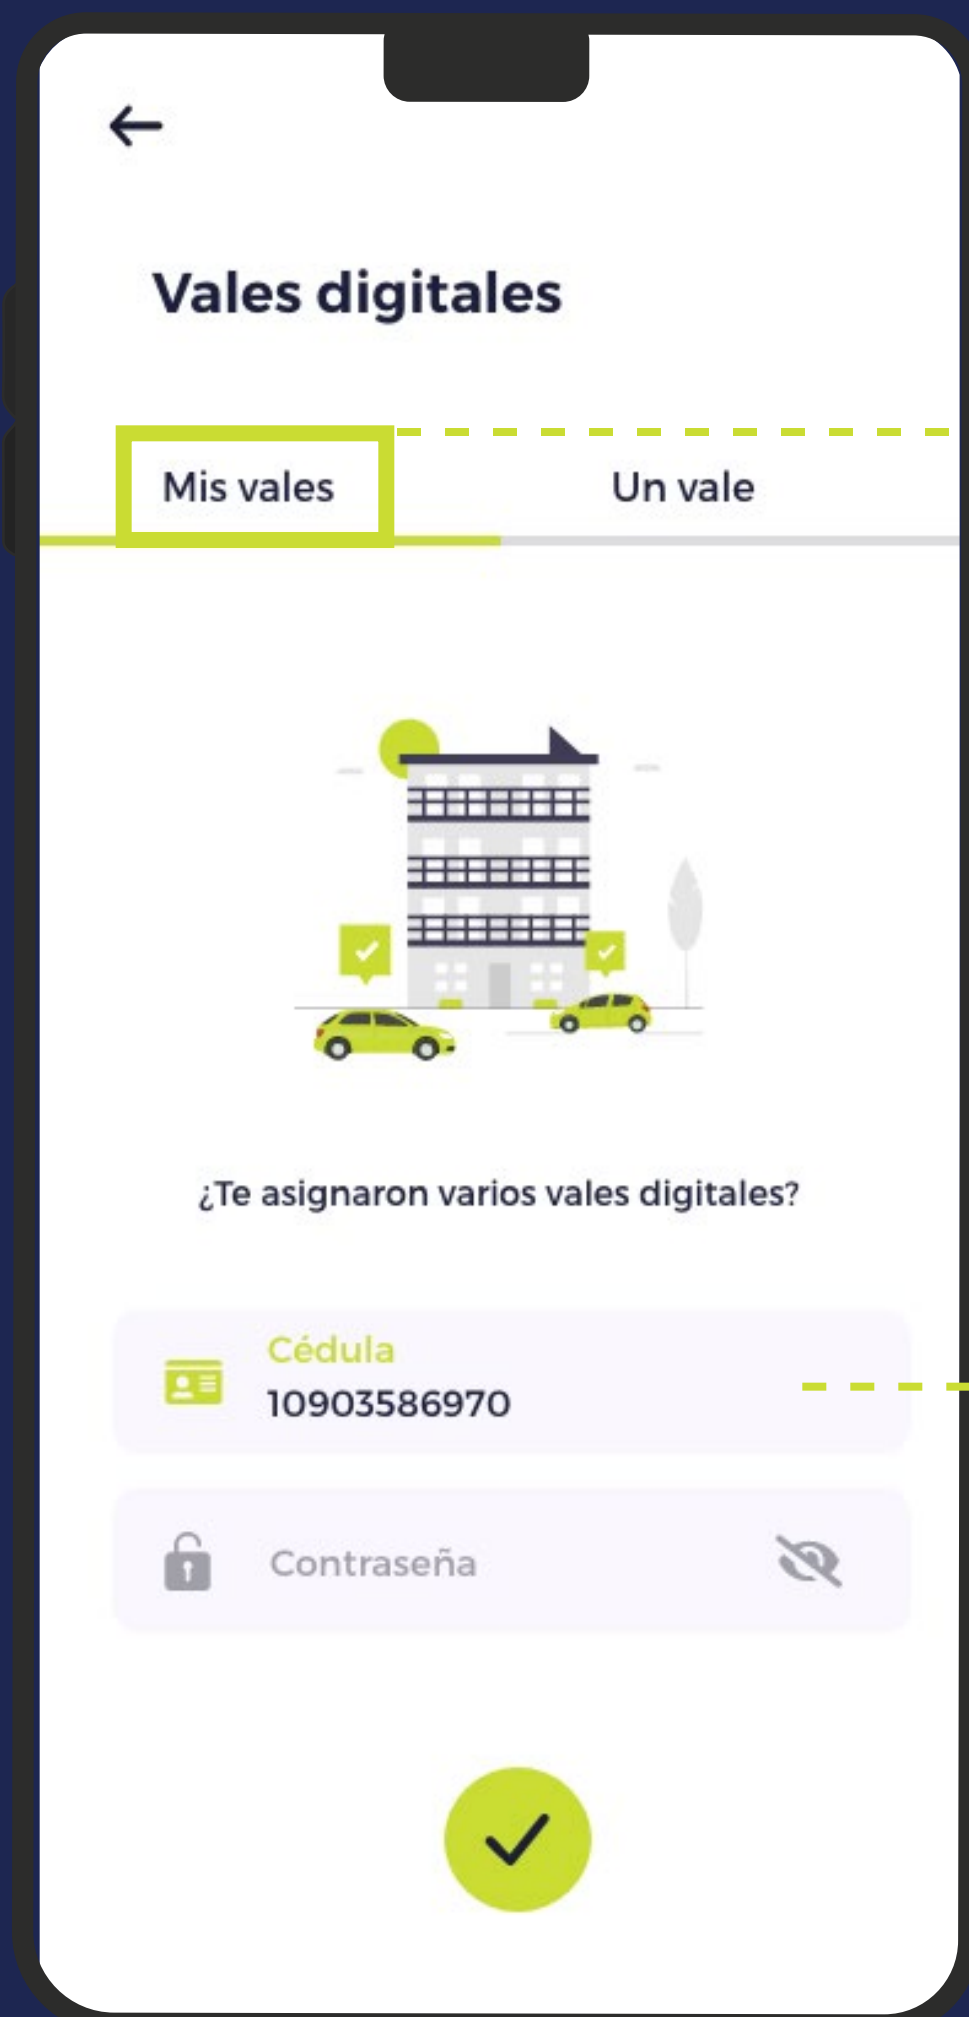 Vales digitales
Mis vales
Un vale
¿Te asignaron varios vales digitales?
Cédula
10903586970
Contraseña